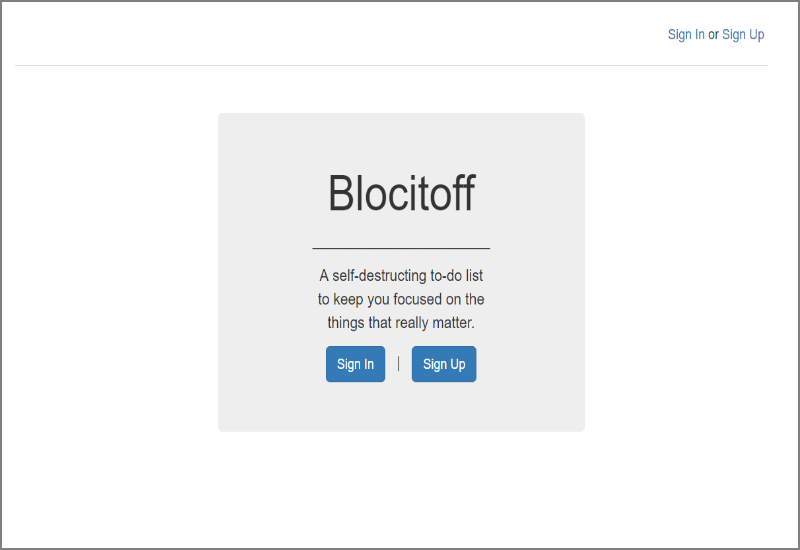 Sign In or Sign Up
Blocitoff
A self-destructing to-do list
to keep you focused on the
things that really matter.
Sign In | Sign Up